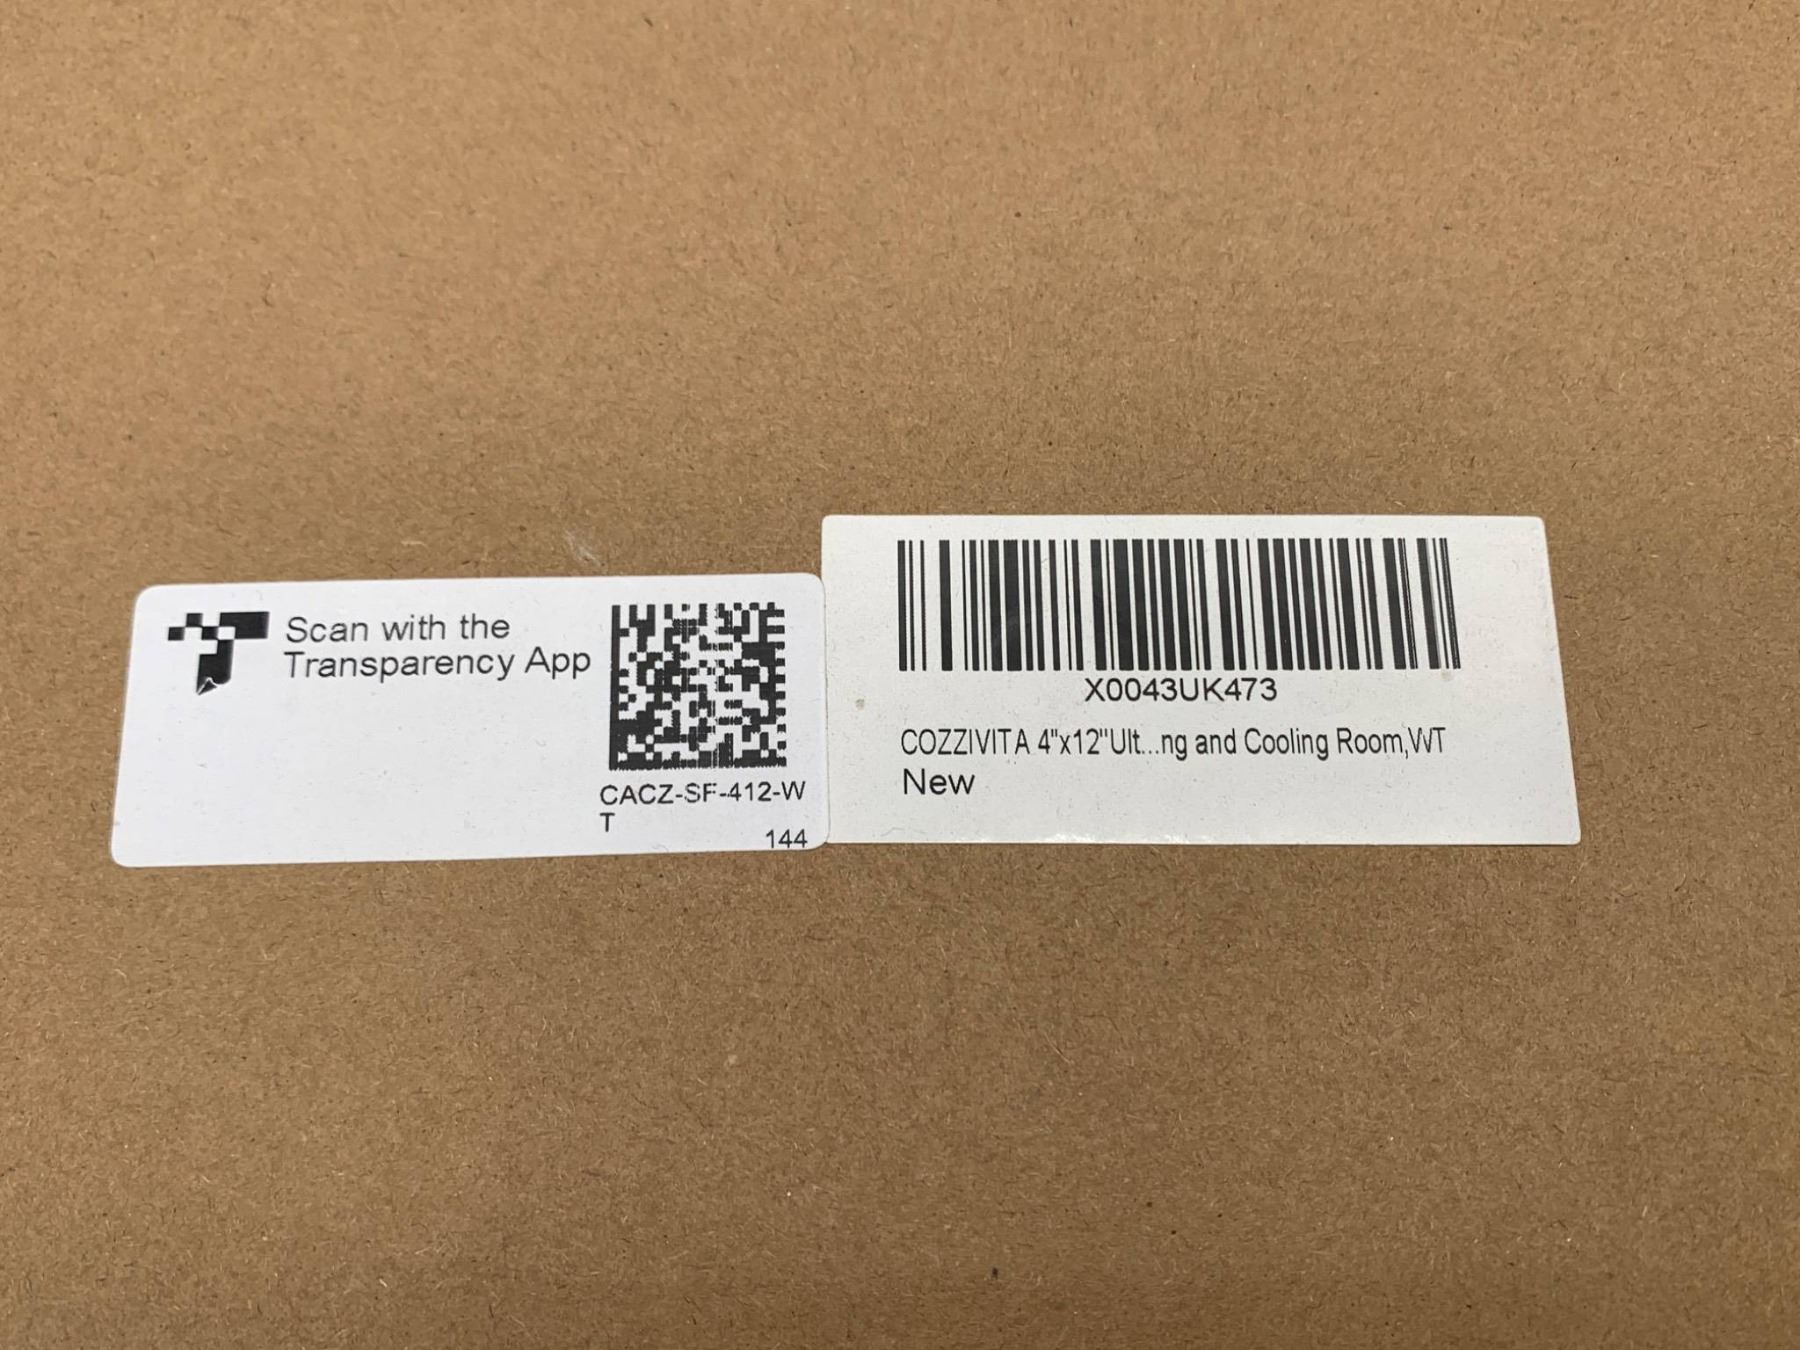 Scan with the
Transparency App
CACZ-SF-412-W
T
144
X0043UK473
COZZIVITA 4"x12"Ult...ng and Cooling Room,WT
New